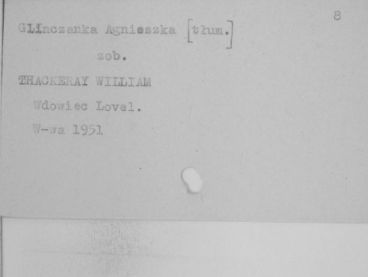 8
Glinczanka Agnieszka [tłum.]
zob.
THACKERAY WILLIAM
Wdowiec Lovel.
W-wa 1951